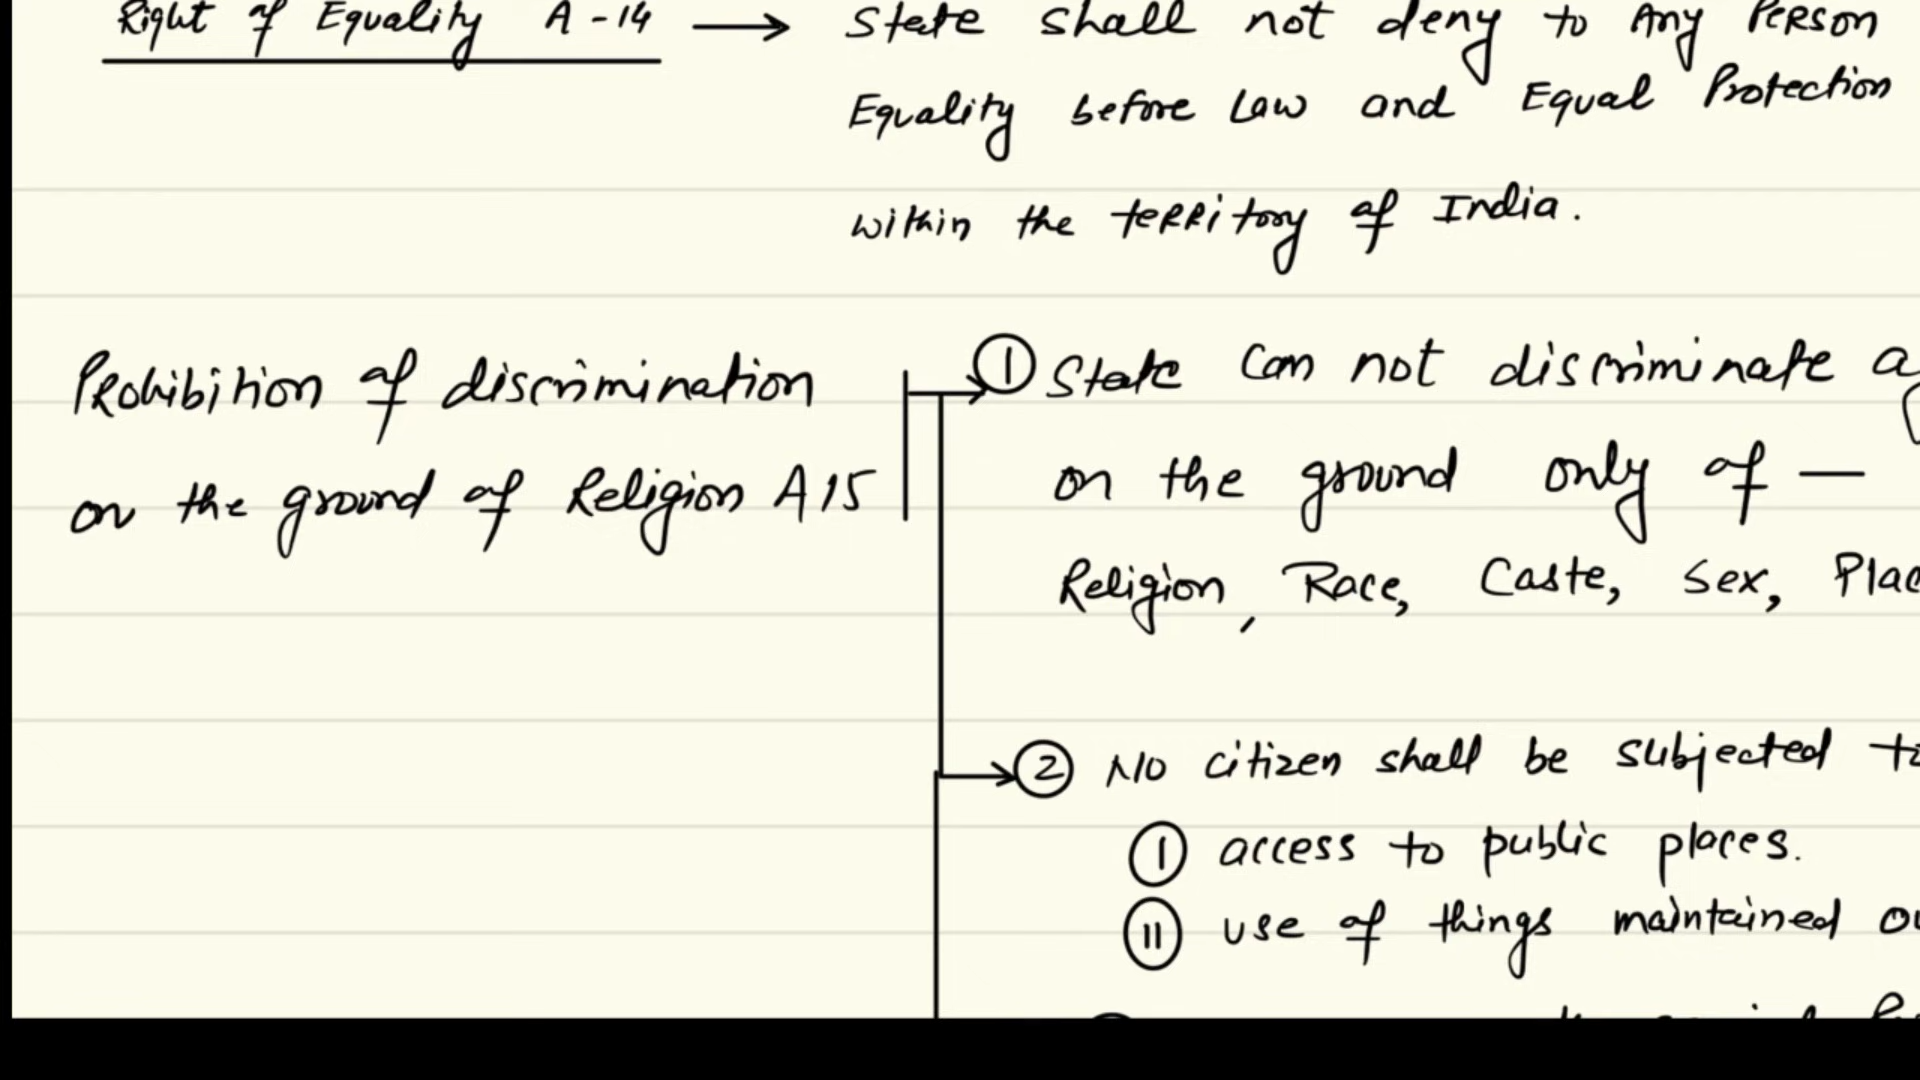 Right of Equality A-14 → State shall not deny to Any Person
Equality before Law and Equal Protection
within the territory of India.
Prohibition of discrimination
on the ground of Religion A15
① State Can not discriminate
on the ground only of —
Religion, Race, Caste, Sex,
② No citizen shall be subjected
Ⓘ access to public places.
II use of things maintained